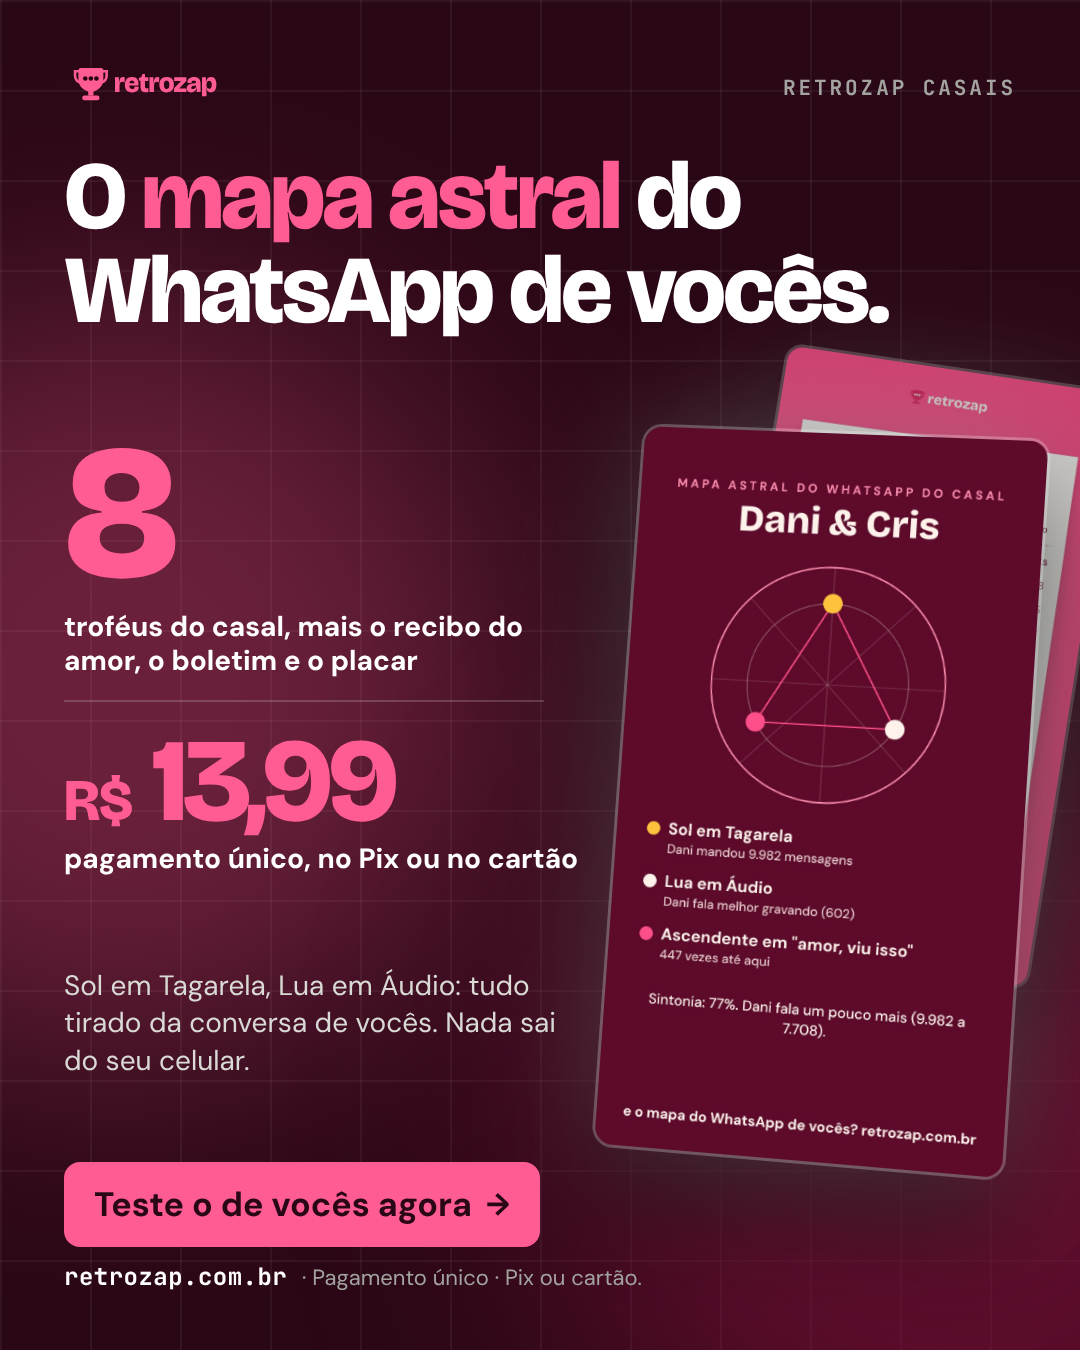 retrozap
RETROZAP CASAIS
O mapa astral do
WhatsApp de vocês.
8
troféus do casal, mais o recibo do
amor, o boletim e o placar
R$ 13,99
pagamento único, no Pix ou no cartão
Sol em Tagarela, Lua em Áudio: tudo
tirado da conversa de vocês. Nada sai
do seu celular.
Teste o de vocês agora →
retrozap.com.br · Pagamento único · Pix ou cartão.
retrozap
MAPA ASTRAL DO WHATSAPP DO CASAL
Dani & Cris
Sol em Tagarela
Dani mandou 9.982 mensagens
Lua em Áudio
Dani fala melhor gravando (602)
Ascendente em "amor, viu isso"
447 vezes até aqui
Sintonia: 77%. Dani fala um pouco mais (9.982 a
7.708).
e o mapa do WhatsApp de vocês? retrozap.com.br